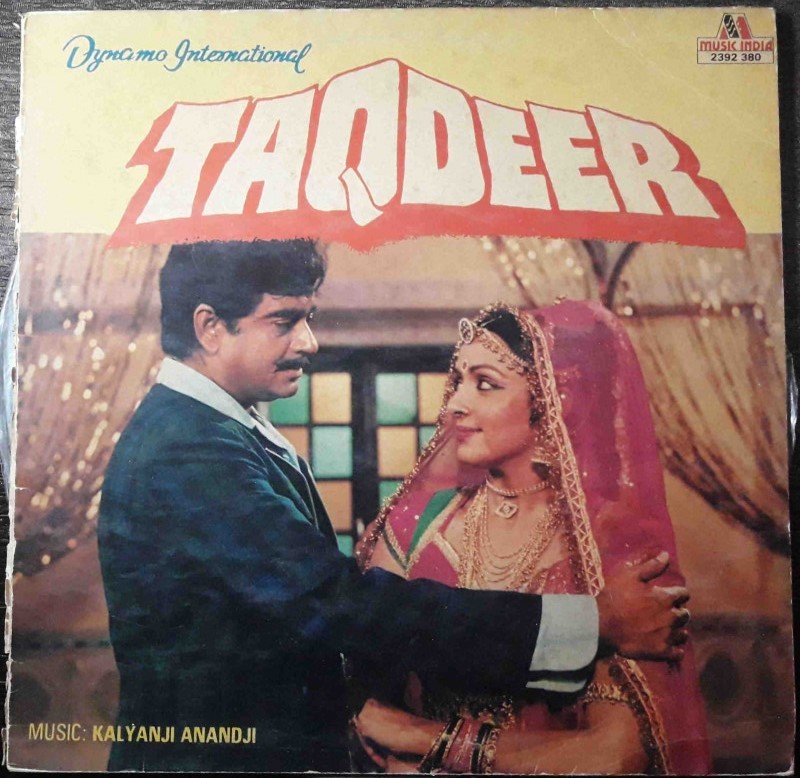 Dynamo International
MUSIC INDIA
2392 380
TAQDEER
MUSIC: KALYANJI ANANDJI